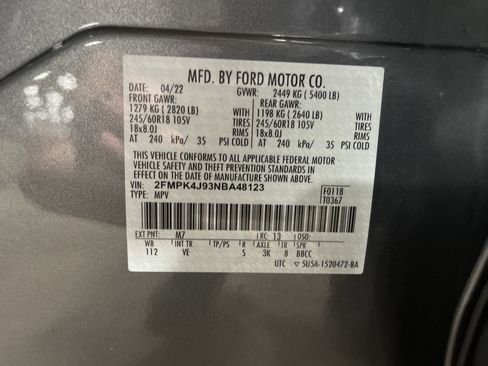 MFD. BY FORD MOTOR CO.
DATE: 04/22 GVWR: 2449 KG ( 5400 LB)
FRONT GAWR: REAR GAWR:
1279 KG ( 2820 LB) 1198 KG ( 2640 LB)
245/60R18 105V TIRES 245/60R18 105V TIRES
18x8.0J RIMS 18x8.0J RIMS
AT 240 kPa/ 35 PSI COLD AT 240 kPa/ 35 PSI COLD
THIS VEHICLE CONFORMS TO ALL APPLICABLE FEDERAL MOTOR
VEHICLE SAFETY AND THEFT PREVENTION STANDARDS IN
EFFECT ON THE DATE OF MANUFACTURE SHOWN ABOVE.
VIN: 2FMPK4J93NBA48123 F0118
TYPE: MPV T0367
EXT PNT: M7 RC: 13 DSO:
WB INT TR TP/PS R AXLE TR SPR
112 VE S 3K 8 BBCC
UTC ▽ 5U5A-1520472-BA